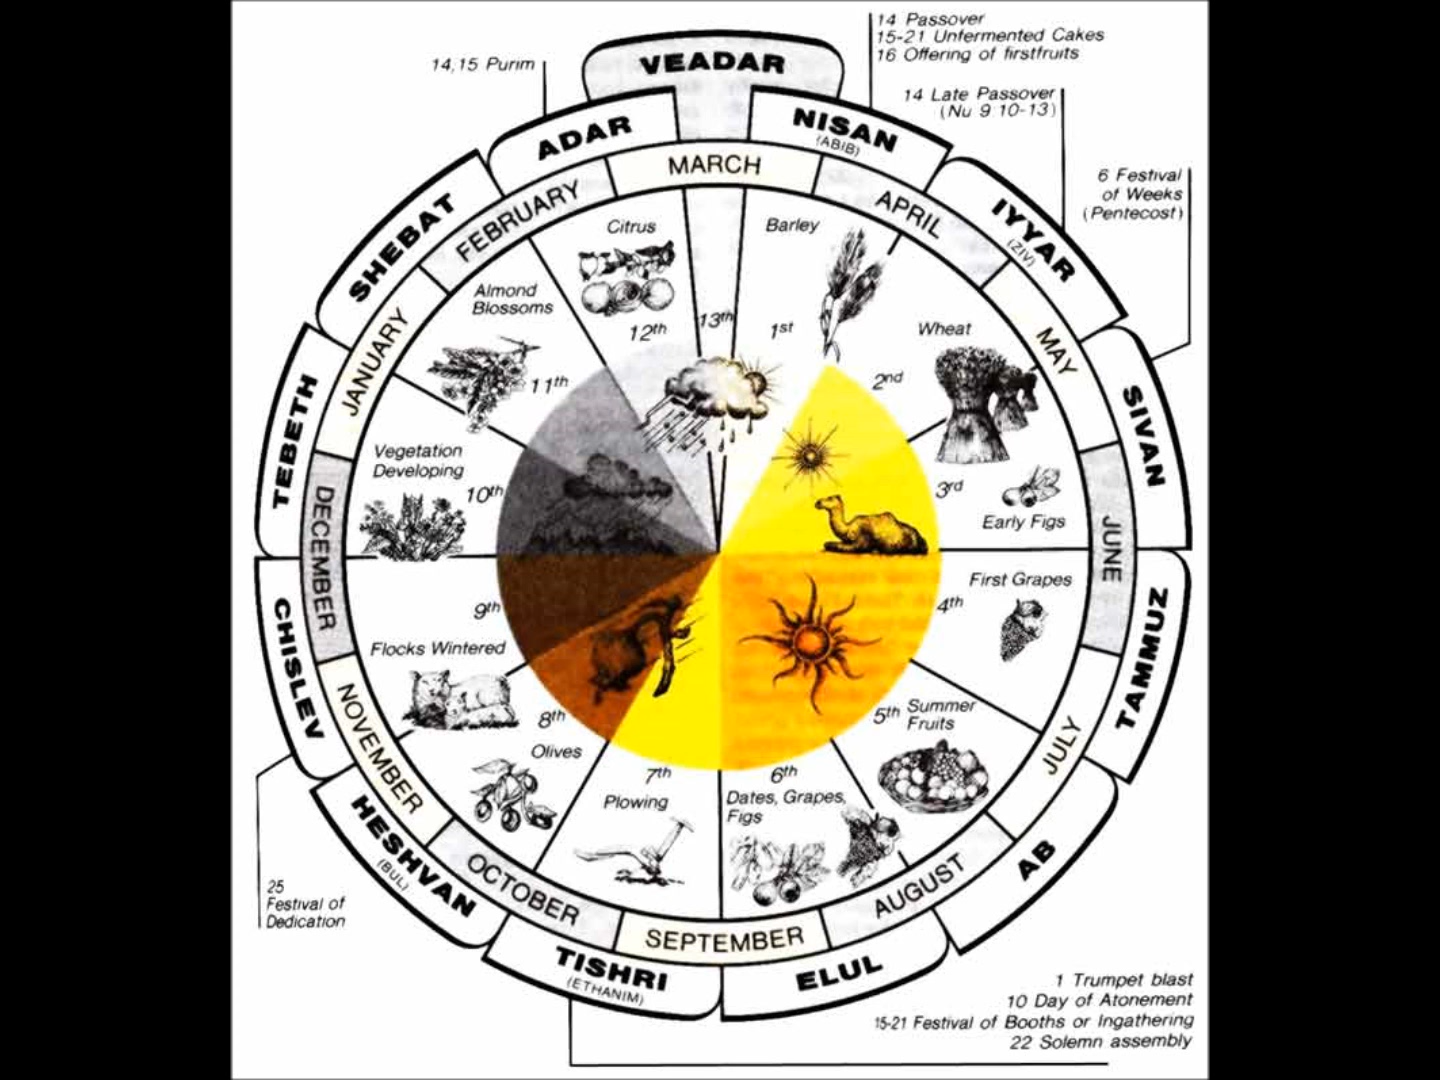 14,15 Purim
14 Passover
15-21 Unfermented Cakes
16 Offering of firstfruits
14 Late Passover
(Nu 9:10-13)
6 Festival
of Weeks
(Pentecost)
VEADAR
NISAN
(ABIB)
IYYAR
(ZIV)
SIVAN
TAMMUZ
AB
ELUL
TISHRI
(ETHANIM)
HESHVAN
(BUL)
CHISLEV
TEBETH
SHEBAT
ADAR
MARCH
APRIL
MAY
JUNE
JULY
AUGUST
SEPTEMBER
OCTOBER
NOVEMBER
DECEMBER
JANUARY
FEBRUARY
Barley
1st
Wheat
2nd
3rd
Early Figs
First Grapes
4th
5th Summer
Fruits
6th
Dates, Grapes,
Figs
7th
Plowing
8th
Olives
9th
Flocks Wintered
Vegetation
Developing
10th
Almond
Blossoms
11th
Citrus
12th
13th
25
Festival of
Dedication
1 Trumpet blast
10 Day of Atonement
15-21 Festival of Booths or Ingathering
22 Solemn assembly